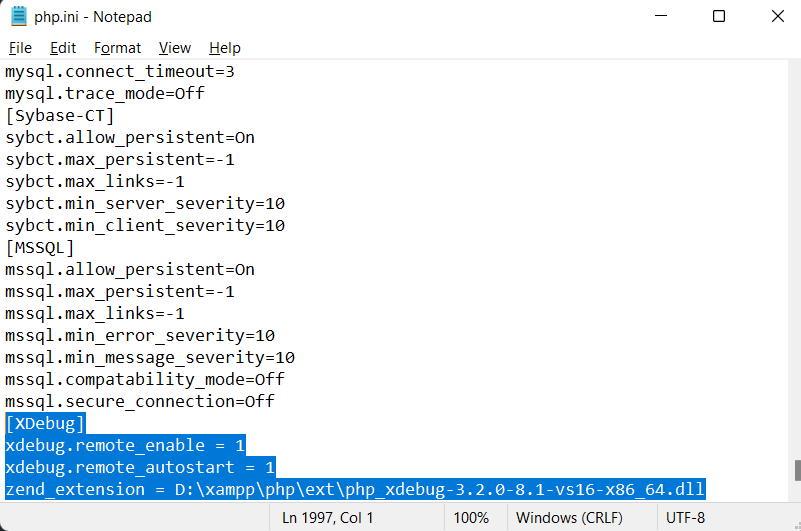 php.ini - Notepad
File Edit Format View Help
mysql.connect_timeout=3
mysql.trace_mode=Off
[Sybase-CT]
sybct.allow_persistent=On
sybct.max_persistent=-1
sybct.max_links=-1
sybct.min_server_severity=10
sybct.min_client_severity=10
[MSSQL]
mssql.allow_persistent=On
mssql.max_persistent=-1
mssql.max_links=-1
mssql.min_error_severity=10
mssql.min_message_severity=10
mssql.compatability_mode=Off
mssql.secure_connection=Off
[XDebug]
xdebug.remote_enable = 1
xdebug.remote_autostart = 1
zend_extension = D:\xampp\php\ext\php_xdebug-3.2.0-8.1-vs16-x86_64.dll
Ln 1997, Col 1 100% Windows (CRLF) UTF-8